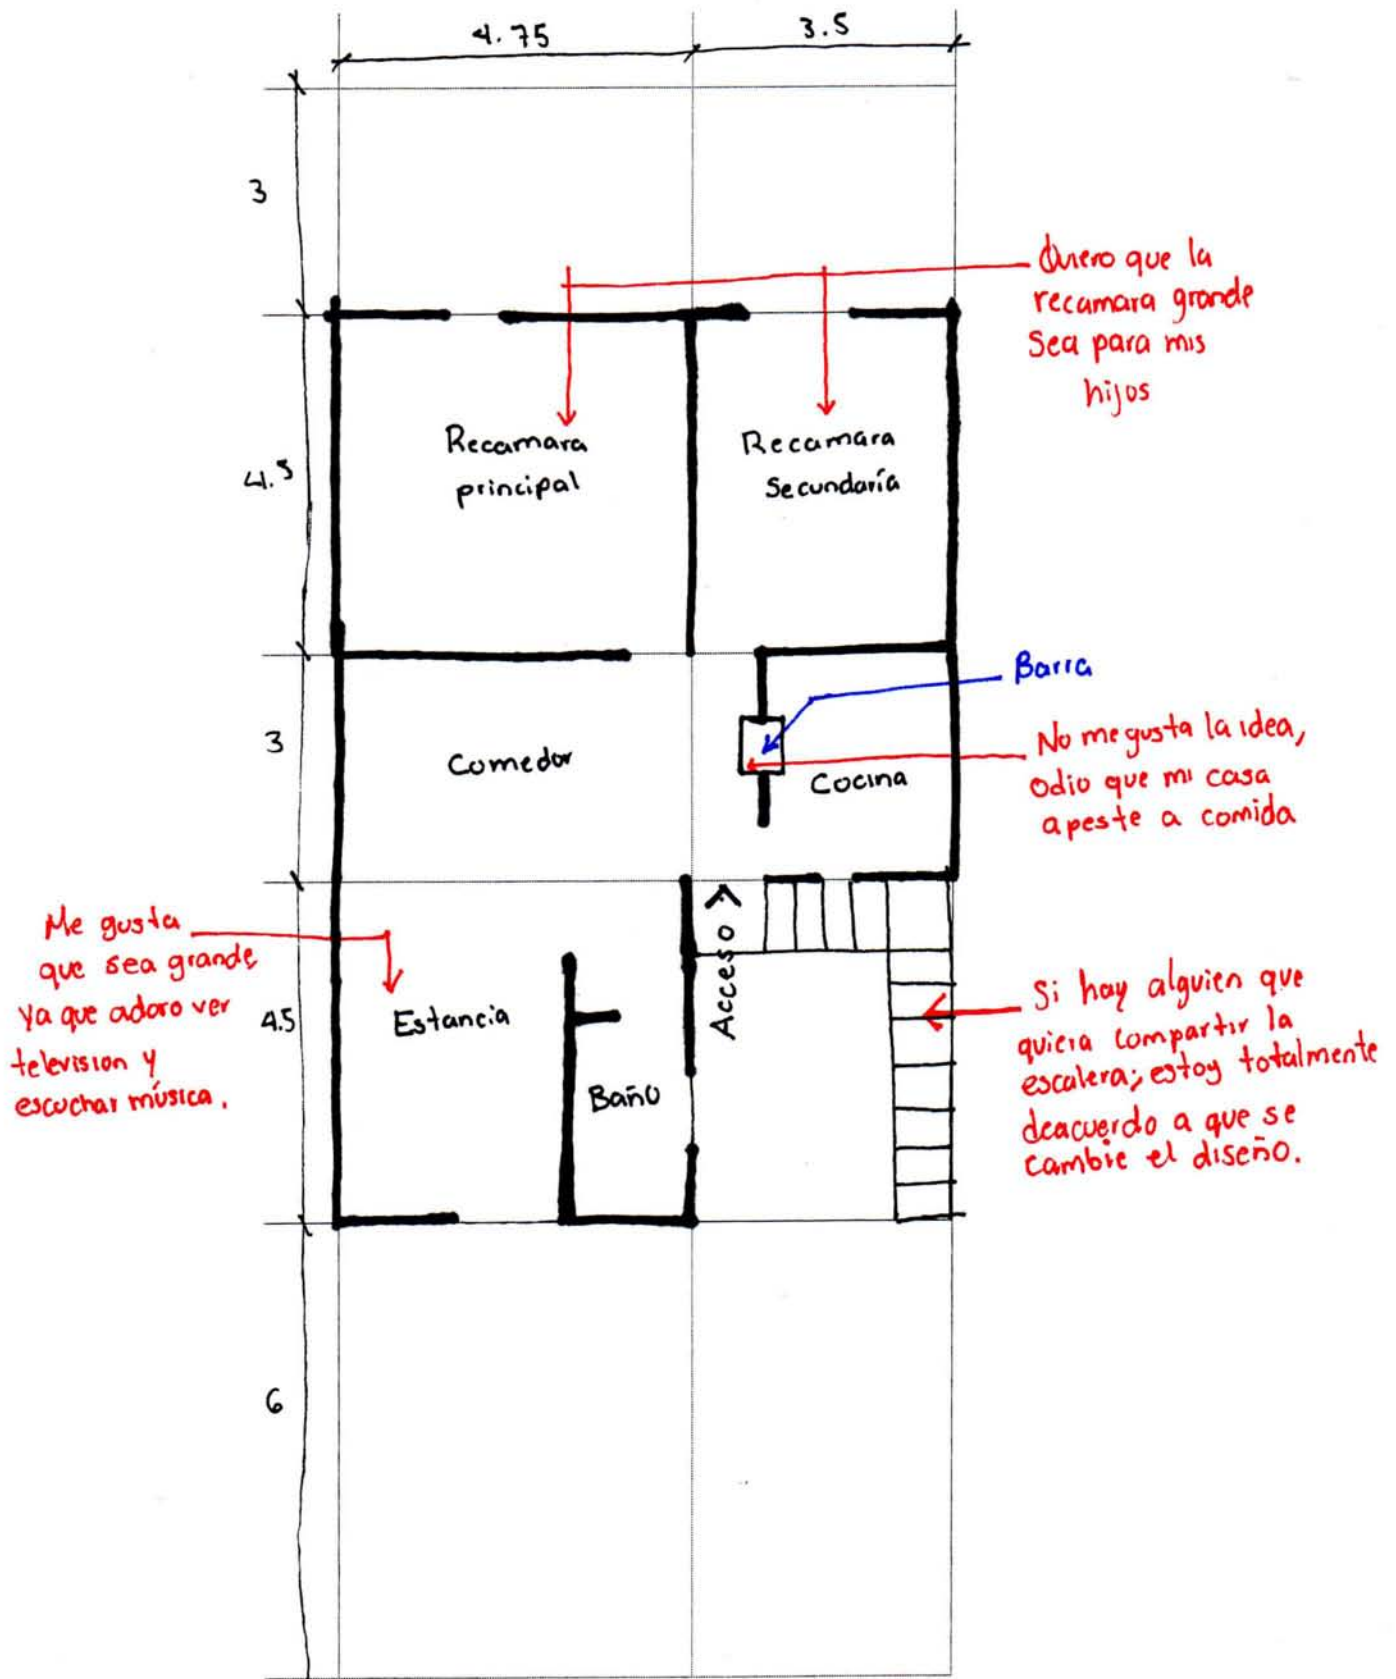 4.75
3.5
3
Quiero que la
recamara grande
Sea para mis
hijos
Recamara
principal
Recamara
Secundaría
4.5
Barra
3
Comedor
Cocina
No me gusta la idea,
odio que mi casa
apeste a comida
Me gusta
que sea grande
ya que adoro ver
television y
escuchar música.
Acceso
4.5
Estancia
Baño
Si hay alguien que
quiera compartir la
escalera; estoy totalmente
deacuerdo a que se
cambie el diseño.
6